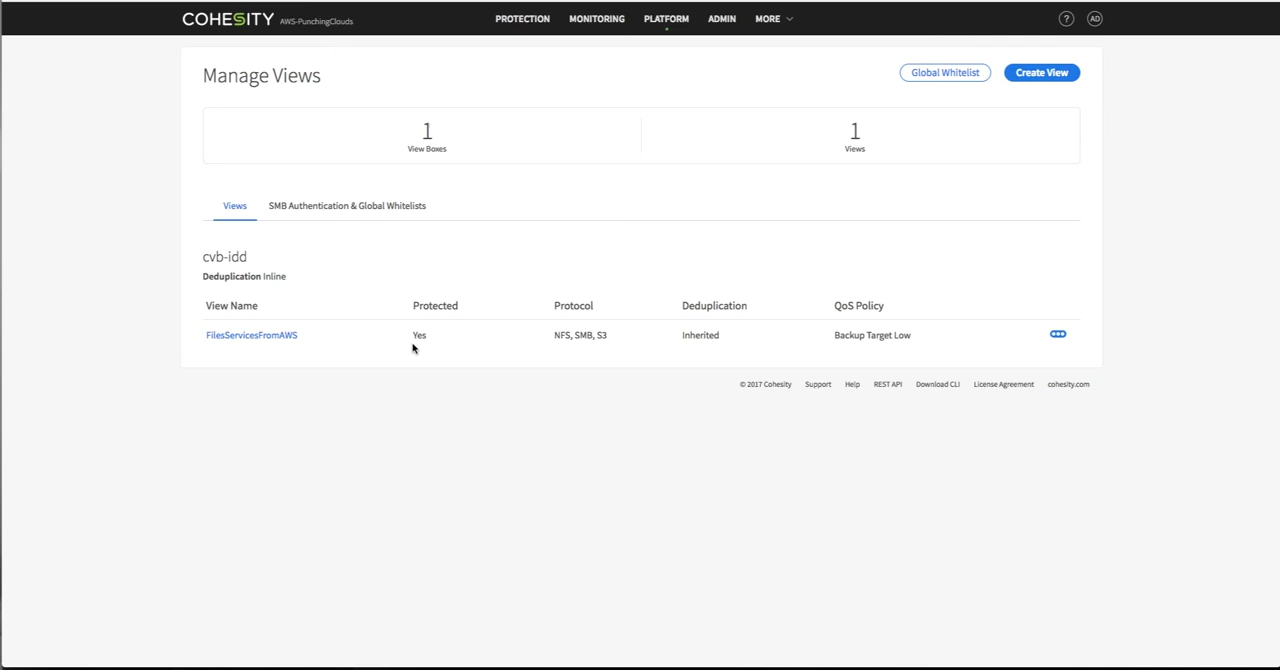 COHESITY AWS-PunchingClouds PROTECTION MONITORING PLATFORM ADMIN MORE ? AD
Manage Views Global Whitelist Create View
1 1
View Boxes Views
Views SMB Authentication & Global Whitelists
cvb-idd
Deduplication Inline
View Name Protected Protocol Deduplication QoS Policy
FilesServicesFromAWS Yes NFS, SMB, S3 Inherited Backup Target Low
© 2017 Cohesity Support Help REST API Download CLI License Agreement cohesity.com